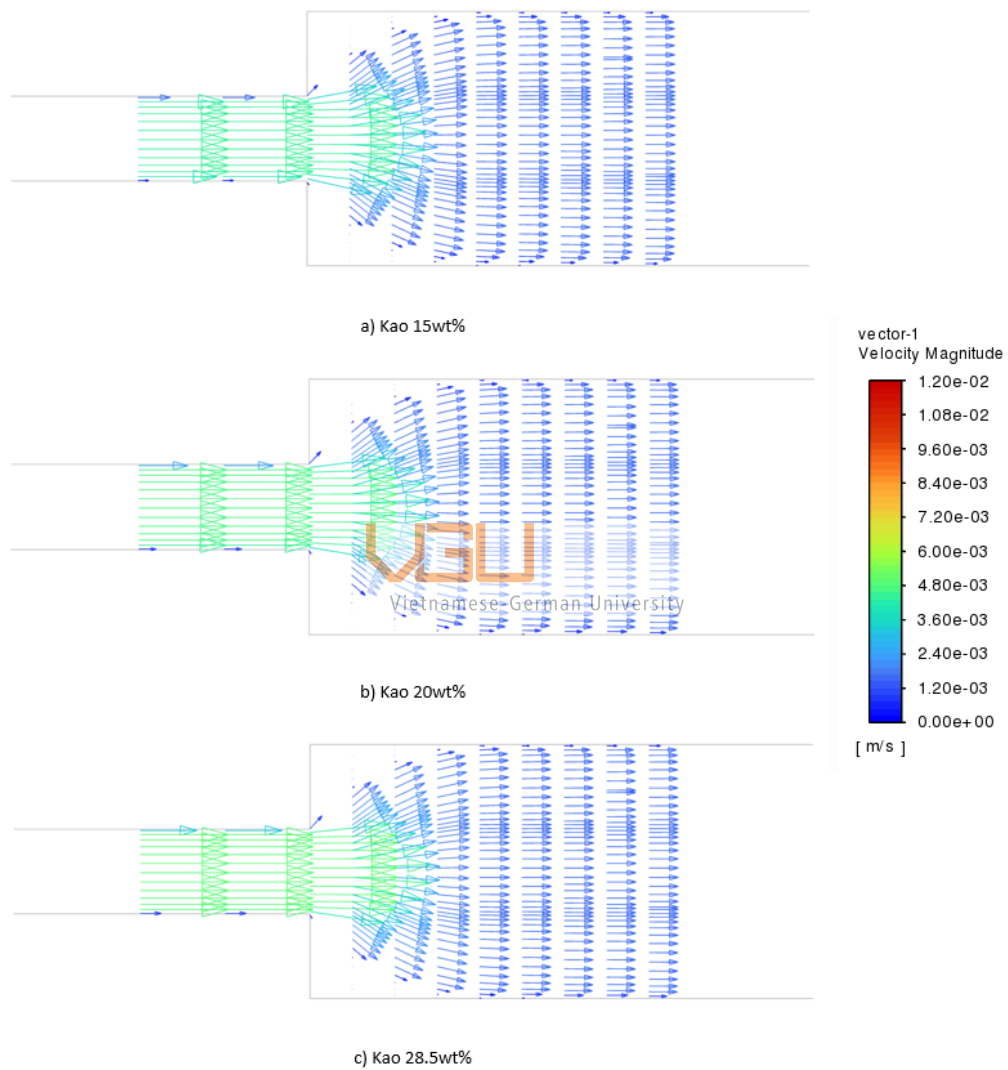 a) Kao 15wt%
vector-1
Velocity Magnitude
1.20e-02
1.08e-02
9.60e-03
8.40e-03
7.20e-03
6.00e-03
4.80e-03
3.60e-03
2.40e-03
1.20e-03
0.00e+00
[ m/s ]
VGU
Vietnamese-German University
b) Kao 20wt%
c) Kao 28.5wt%